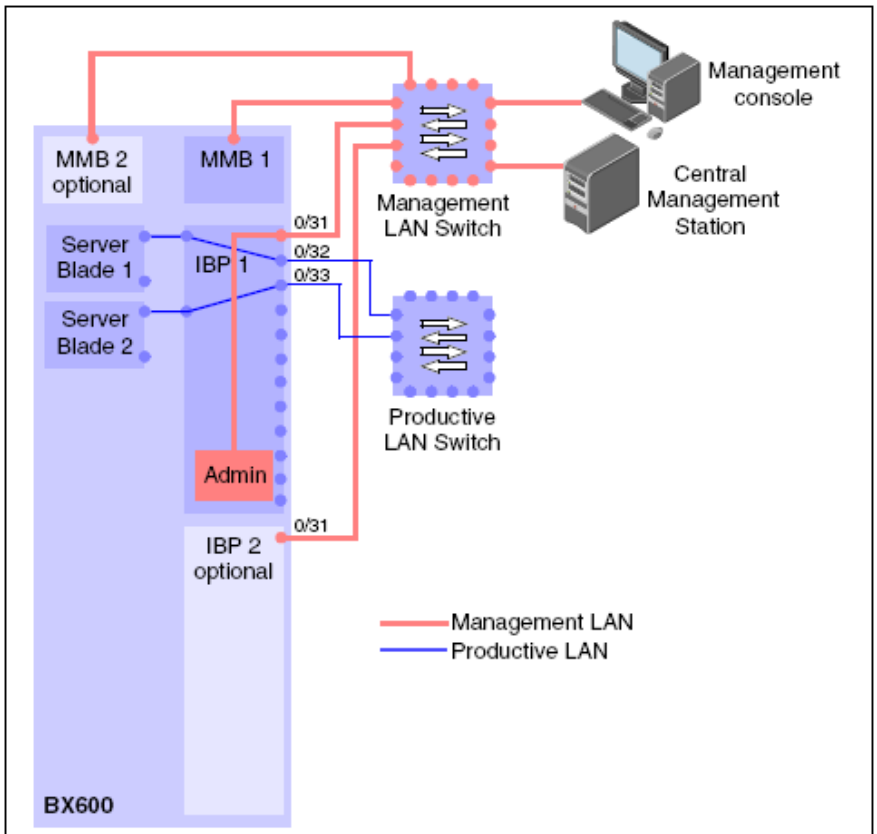 Management
console
MMB 2
optional
MMB 1
Central
Management
Station
Management
LAN Switch
0/31
Server
Blade 1
IBP 1
0/32
0/33
Server
Blade 2
Productive
LAN Switch
Admin
0/31
IBP 2
optional
Management LAN
Productive LAN
BX600